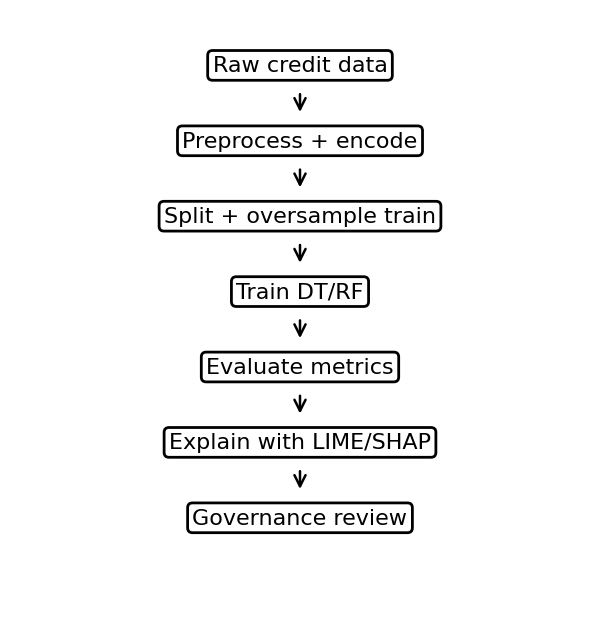 Raw credit data
Preprocess + encode
Split + oversample train
Train DT/RF
Evaluate metrics
Explain with LIME/SHAP
Governance review